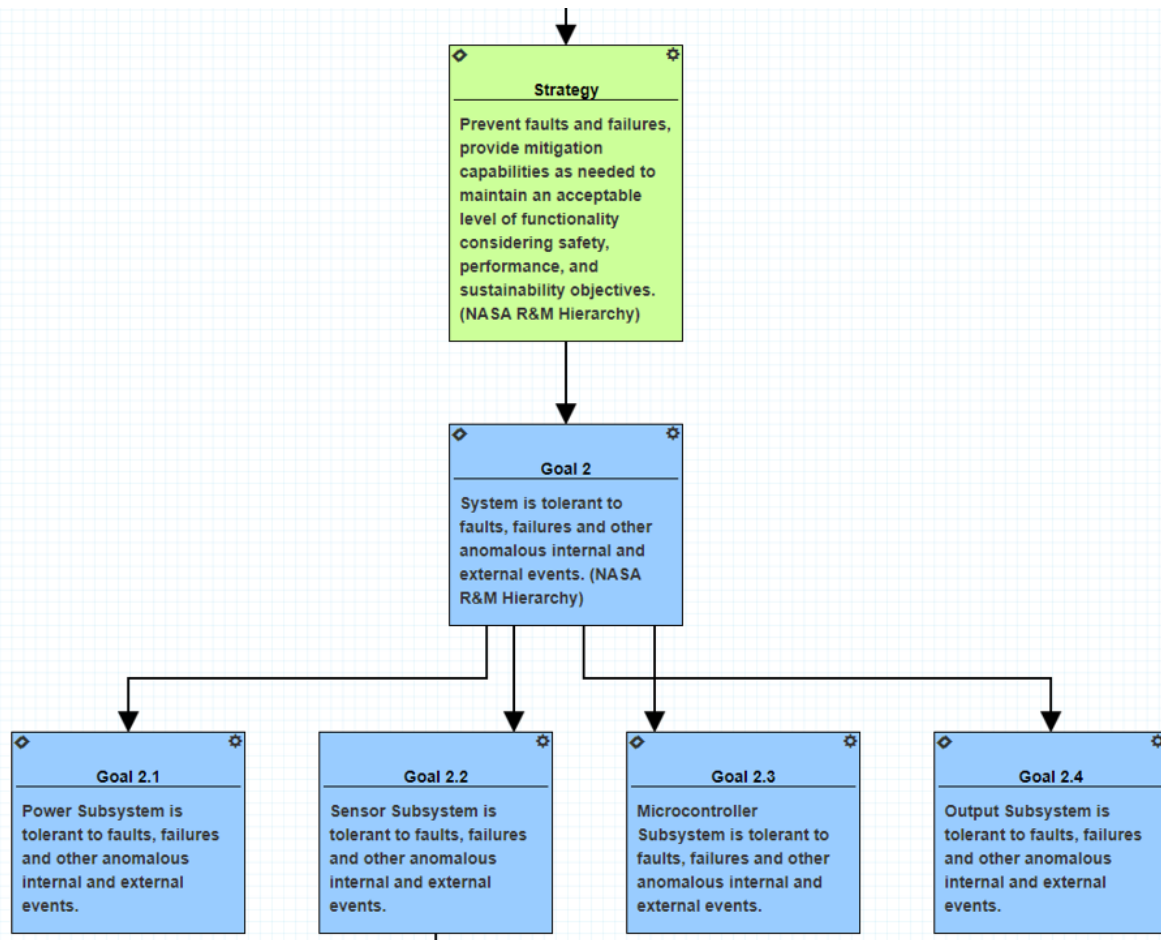 Strategy
Prevent faults and failures,
provide mitigation
capabilities as needed to
maintain an acceptable
level of functionality
considering safety,
performance, and
sustainability objectives.
(NASA R&M Hierarchy)
Goal 2
System is tolerant to
faults, failures and other
anomalous internal and
external events. (NASA
R&M Hierarchy)
Goal 2.1
Power Subsystem is
tolerant to faults, failures
and other anomalous
internal and external
events.
Goal 2.2
Sensor Subsystem is
tolerant to faults, failures
and other anomalous
internal and external
events.
Goal 2.3
Microcontroller
Subsystem is tolerant to
faults, failures and other
anomalous internal and
external events.
Goal 2.4
Output Subsystem is
tolerant to faults, failures
and other anomalous
internal and external
events.